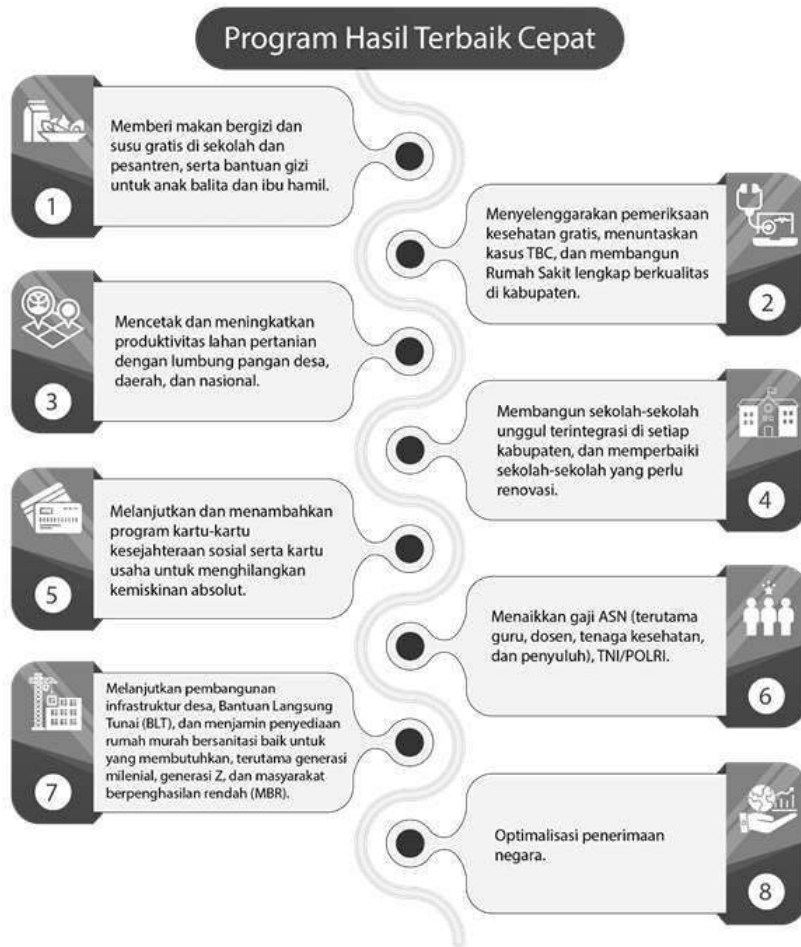 Program Hasil Terbaik Cepat
Memberi makan bergizi dan
susu gratis di sekolah dan
pesantren, serta bantuan gizi
untuk anak balita dan ibu hamil.
1
Menyelenggarakan pemeriksaan
kesehatan gratis, menuntaskan
kasus TBC, dan membangun
Rumah Sakit lengkap berkualitas
di kabupaten.
2
Mencetak dan meningkatkan
produktivitas lahan pertanian
dengan lumbung pangan desa,
daerah, dan nasional.
3
Membangun sekolah-sekolah
unggul terintegrasi di setiap
kabupaten, dan memperbaiki
sekolah-sekolah yang perlu
renovasi.
4
Melanjutkan dan menambahkan
program kartu-kartu
kesejahteraan sosial serta kartu
usaha untuk menghilangkan
kemiskinan absolut.
5
Menaikkan gaji ASN (terutama
guru, dosen, tenaga kesehatan,
dan penyuluh), TNI/POLRI.
6
Melanjutkan pembangunan
infrastruktur desa, Bantuan Langsung
Tunai (BLT), dan menjamin penyediaan
rumah murah bersanitasi baik untuk
yang membutuhkan, terutama generasi
milenial, generasi Z, dan masyarakat
berpenghasilan rendah (MBR).
7
Optimalisasi penerimaan
negara.
8